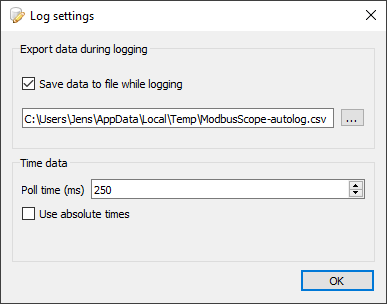 Log settings
Export data during logging
Save data to file while logging
C:\Users\Jens\AppData\Local\Temp\ModbusScope-autolog.csv ...
Time data
Poll time (ms) 250
Use absolute times
OK